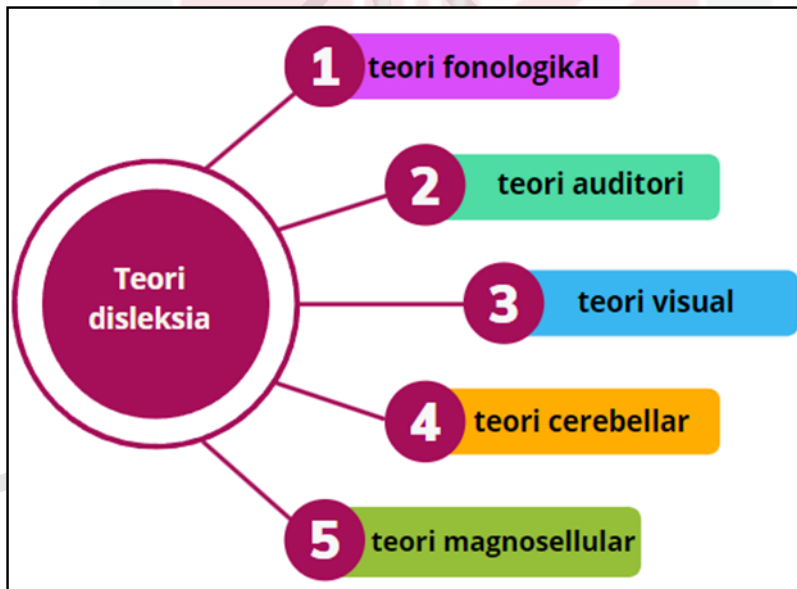 1 teori fonologikal
2 teori auditori
Teori
disleksia
3 teori visual
4 teori cerebellar
5 teori magnosellular